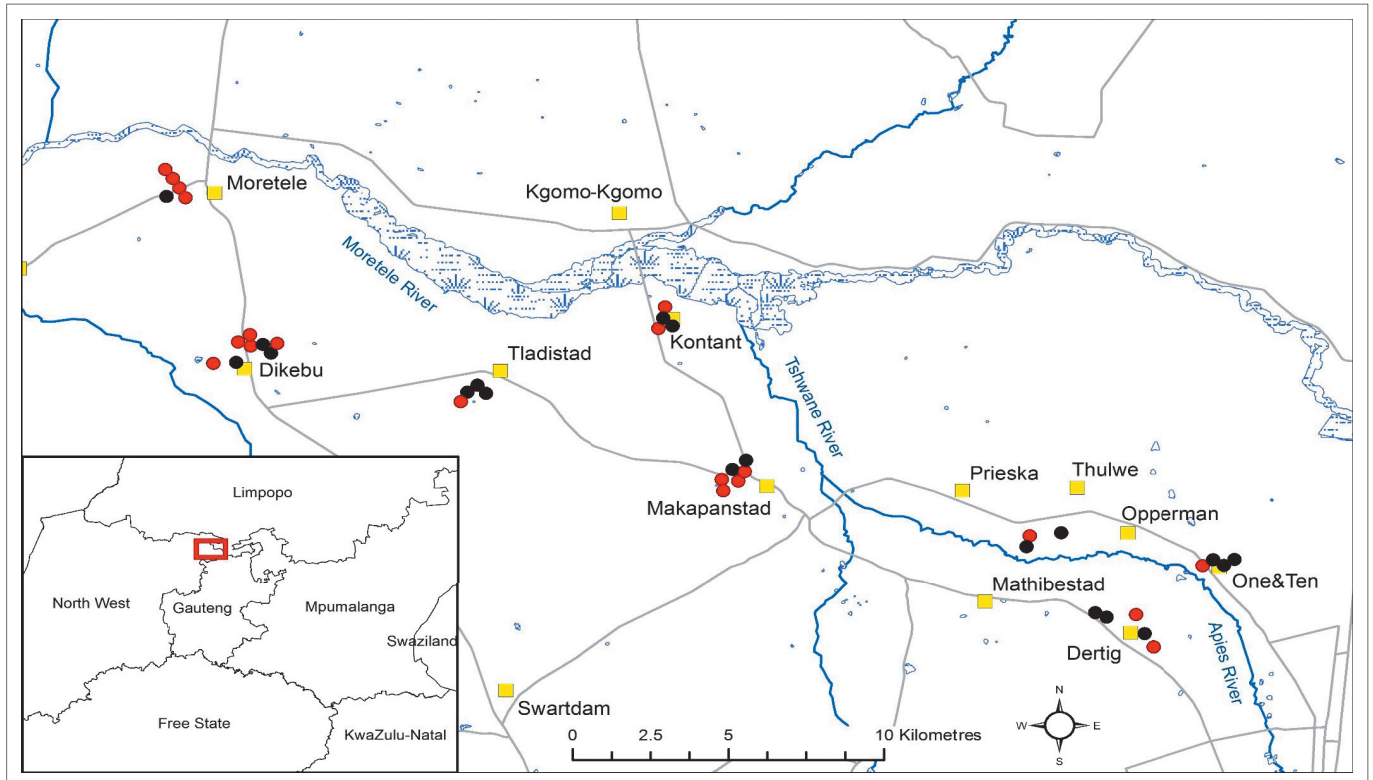 Moretele
Kgomo-Kgomo
Moretele River
Kontant
Tladistad
Dikebu
Tshwane River
Makapanstad
Prieska
Thulwe
Opperman
One&Ten
Mathibestad
Dertig
Apies River
Swartdam
Limpopo
North West
Gauteng
Mpumalanga
Swaziland
Free State
KwaZulu-Natal
0 2.5 5 10 Kilometres
N
W E
S